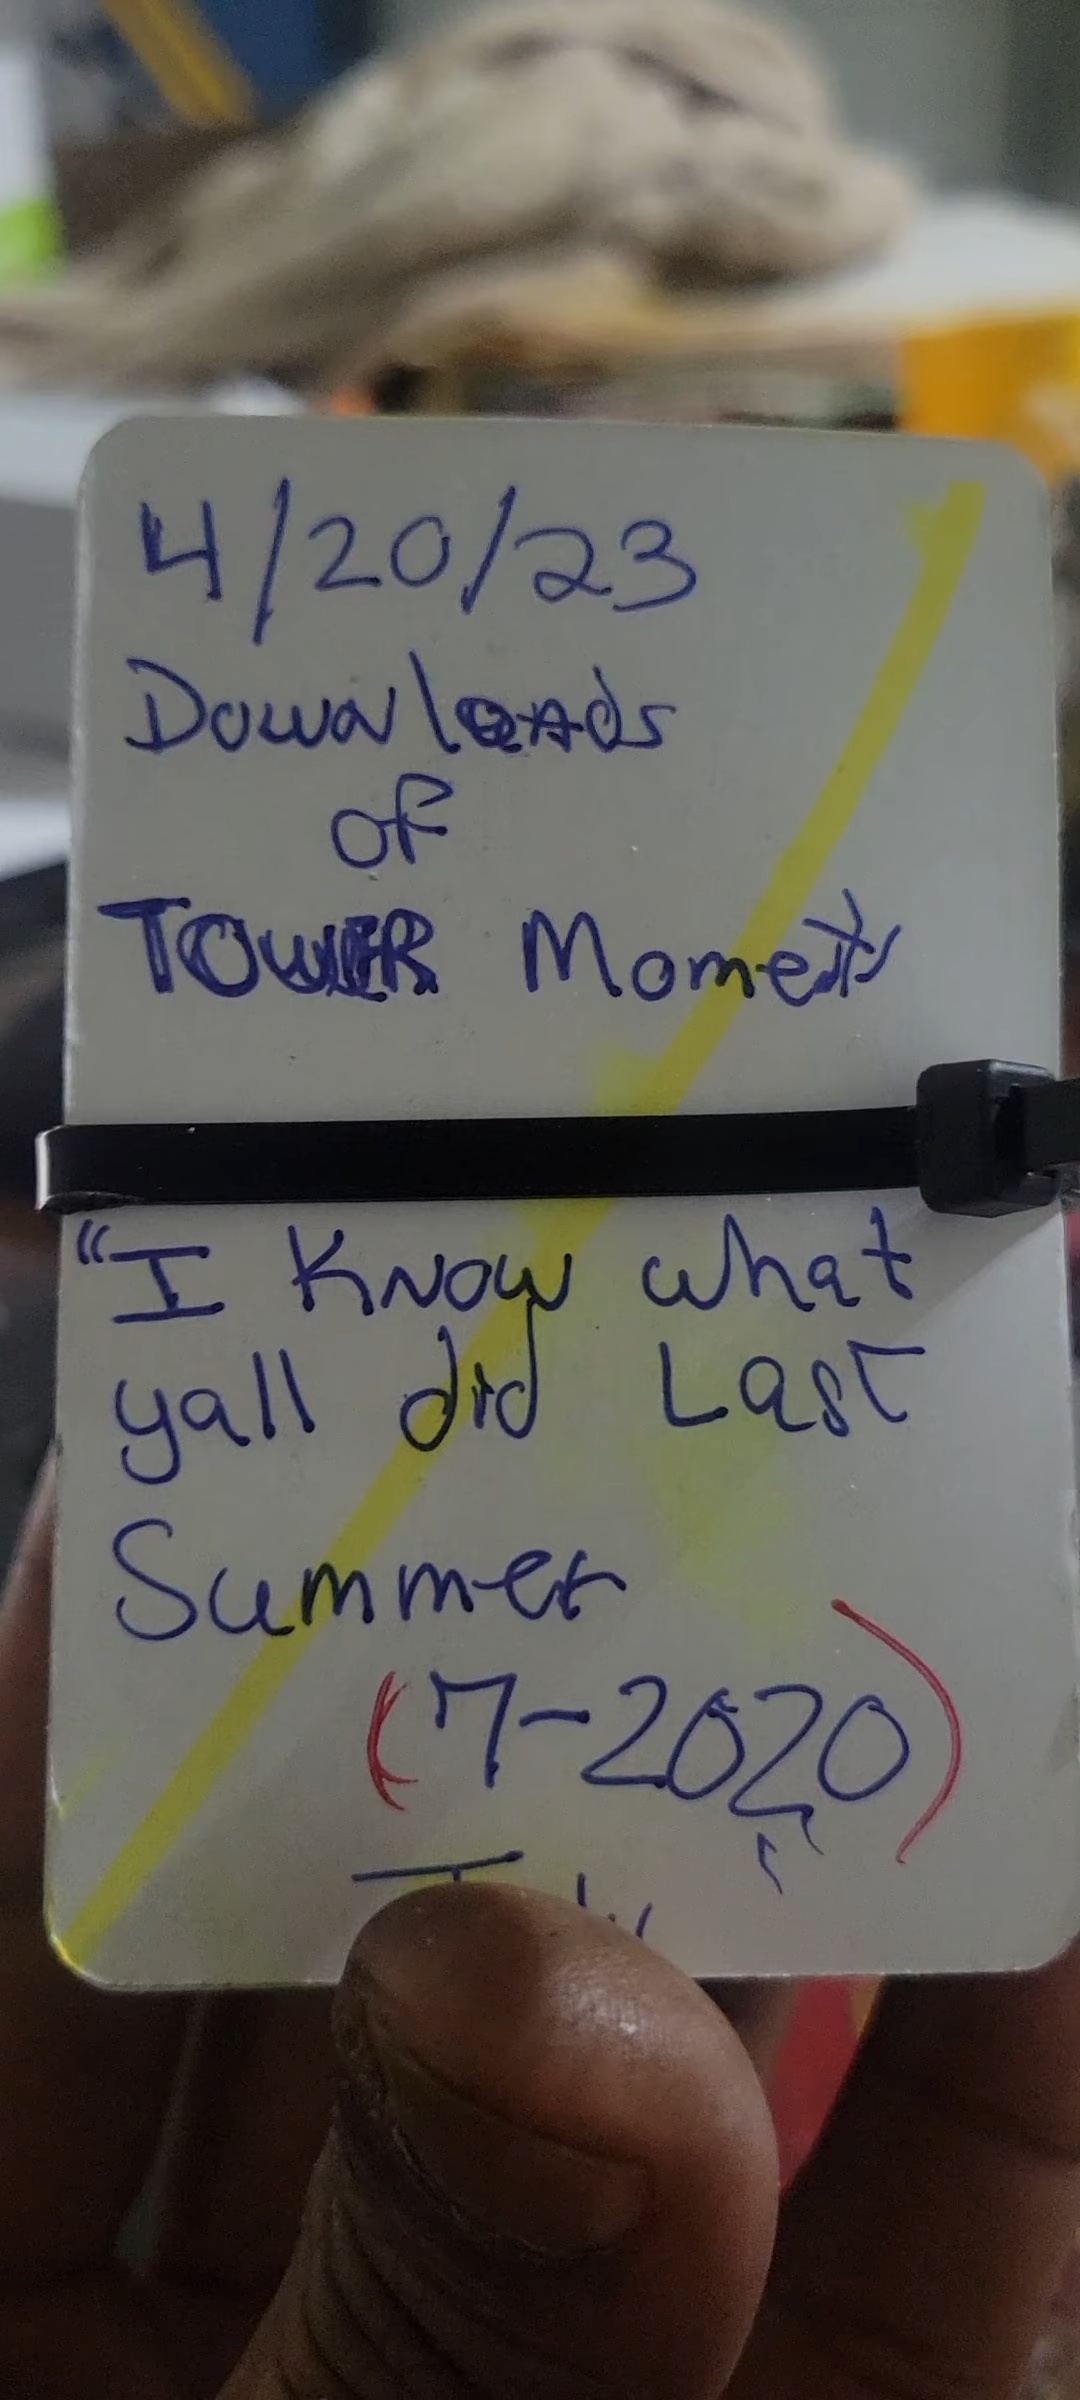 4/20/23
Downloads
of
TOWER Moments
"I Know what
yall did Last
Summer
(7-2020)